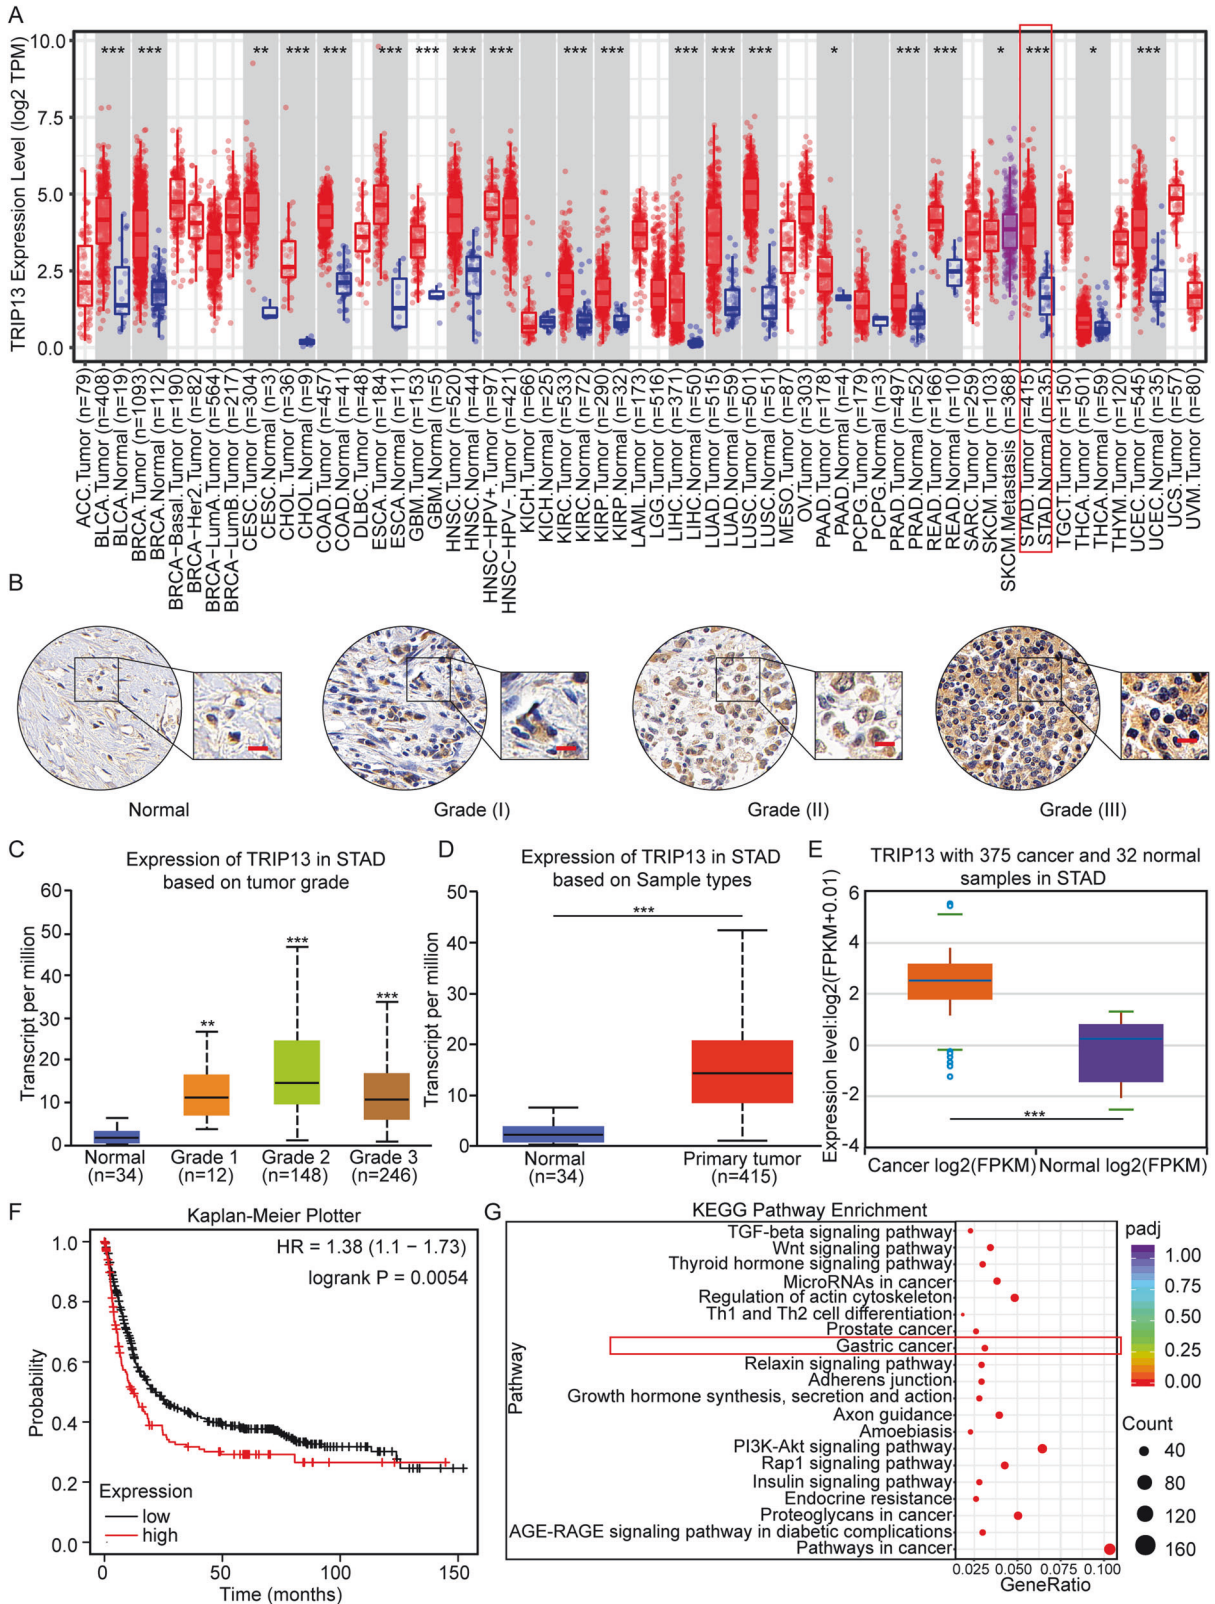 A
TRIP13 Expression Level (log2 TPM)
10.0
7.5
5.0
2.5
0.0
*** *** ** *** *** *** *** *** *** *** *** *** *** *** * *** *** * *** * ***
ACC.Tumor (n=79)
BLCA.Tumor (n=408)
BLCA.Normal (n=19)
BRCA.Tumor (n=1093)
BRCA.Normal (n=112)
BRCA-Basal.Tumor (n=190)
BRCA-Her2.Tumor (n=82)
BRCA-LumA.Tumor (n=564)
BRCA-LumB.Tumor (n=217)
CESC.Tumor (n=304)
CESC.Normal (n=3)
CHOL.Tumor (n=36)
CHOL.Normal (n=9)
COAD.Tumor (n=457)
COAD.Normal (n=41)
DLBC.Tumor (n=48)
ESCA.Tumor (n=184)
ESCA.Normal (n=11)
GBM.Tumor (n=153)
GBM.Normal (n=5)
HNSC.Tumor (n=520)
HNSC.Normal (n=44)
HNSC-HPV+.Tumor (n=97)
HNSC-HPV-.Tumor (n=421)
KICH.Tumor (n=66)
KICH.Normal (n=25)
KIRC.Tumor (n=533)
KIRC.Normal (n=72)
KIRP.Tumor (n=290)
KIRP.Normal (n=32)
LAML.Tumor (n=173)
LGG.Tumor (n=516)
LIHC.Tumor (n=371)
LIHC.Normal (n=50)
LUAD.Tumor (n=515)
LUAD.Normal (n=59)
LUSC.Tumor (n=501)
LUSC.Normal (n=51)
MESO.Tumor (n=87)
OV.Tumor (n=303)
PAAD.Tumor (n=178)
PAAD.Normal (n=4)
PCPG.Tumor (n=179)
PCPG.Normal (n=3)
PRAD.Tumor (n=497)
PRAD.Normal (n=52)
READ.Tumor (n=166)
READ.Normal (n=10)
SARC.Tumor (n=259)
SKCM.Tumor (n=103)
SKCM.Metastasis (n=368)
STAD.Tumor (n=415)
STAD.Normal (n=35)
TGCT.Tumor (n=150)
THCA.Tumor (n=501)
THCA.Normal (n=59)
THYM.Tumor (n=120)
UCEC.Tumor (n=545)
UCEC.Normal (n=35)
UCS.Tumor (n=57)
UVM.Tumor (n=80)
B
Normal
Grade (I)
Grade (II)
Grade (III)
C
Expression of TRIP13 in STAD
based on tumor grade
Transcript per million
60
50
40
30
20
10
0
**
***
***
Normal
(n=34)
Grade 1
(n=12)
Grade 2
(n=148)
Grade 3
(n=246)
D
Expression of TRIP13 in STAD
based on Sample types
Transcript per million
50
40
30
20
10
0
***
Normal
(n=34)
Primary tumor
(n=415)
E
TRIP13 with 375 cancer and 32 normal
samples in STAD
Expression level:log2(FPKM+0.01)
6
4
2
0
-2
-4
***
Cancer log2(FPKM)
Normal log2(FPKM)
F
Kaplan-Meier Plotter
HR = 1.38 (1.1 − 1.73)
logrank P = 0.0054
Probability
1.0
0.8
0.6
0.4
0.2
0.0
Expression
low
high
0 50 100 150
Time (months)
G
KEGG Pathway Enrichment
Pathway
TGF-beta signaling pathway
Wnt signaling pathway
Thyroid hormone signaling pathway
MicroRNAs in cancer
Regulation of actin cytoskeleton
Th1 and Th2 cell differentiation
Prostate cancer
Gastric cancer
Relaxin signaling pathway
Adherens junction
Growth hormone synthesis, secretion and action
Axon guidance
Amoebiasis
PI3K-Akt signaling pathway
Rap1 signaling pathway
Insulin signaling pathway
Endocrine resistance
Proteoglycans in cancer
AGE-RAGE signaling pathway in diabetic complications
Pathways in cancer
0.025 0.050 0.075 0.100
GeneRatio
padj
1.00
0.75
0.50
0.25
0.00
Count
40
80
120
160